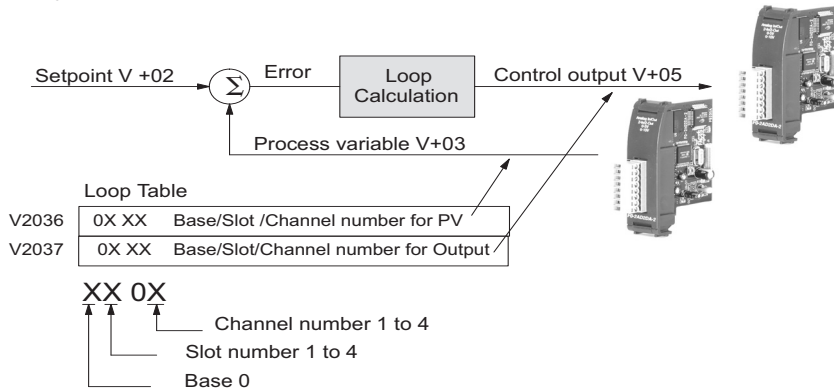 Setpoint V +02
Σ
Error
Loop
Calculation
Control output V+05
Process variable V+03
Loop Table
V2036 0X XX Base/Slot /Channel number for PV
V2037 0X XX Base/Slot/Channel number for Output
XX 0X
Channel number 1 to 4
Slot number 1 to 4
Base 0